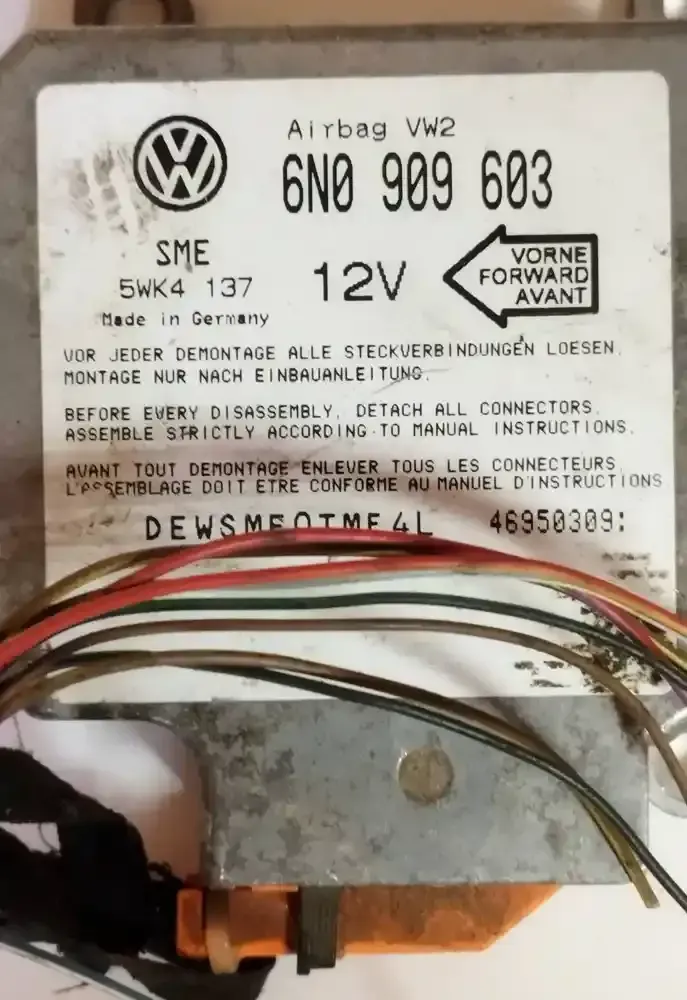 Airbag VW2
6N0 909 603
SME
5WK4 137
Made in Germany
12V
VORNE
FORWARD
AVANT
VOR JEDER DEMONTAGE ALLE STECKVERBINDUNGEN LOESEN.
MONTAGE NUR NACH EINBAUANLEITUNG.
BEFORE EVERY DISASSEMBLY, DETACH ALL CONNECTORS.
ASSEMBLE STRICTLY ACCORDING TO MANUAL INSTRUCTIONS.
AVANT TOUT DEMONTAGE ENLEVER TOUS LES CONNECTEURS
L'ASSEMBLAGE DOIT ETRE CONFORME AU MANUEL D'INSTRUCTIONS
46950309: